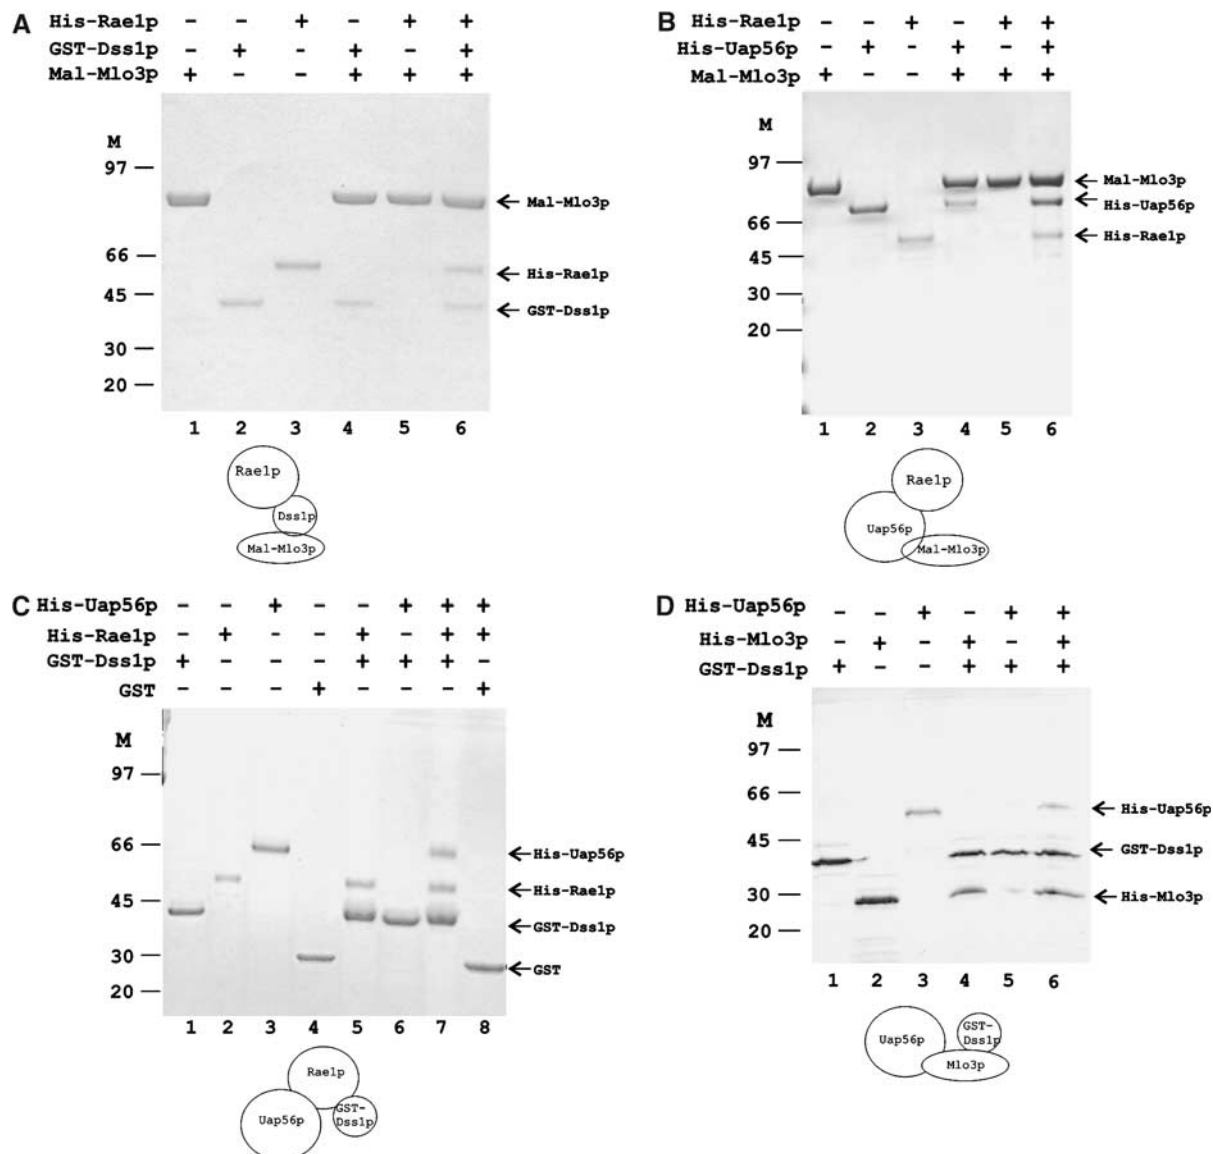 A
His-Rae1p – – + – + +
GST-Dss1p – + – + – +
Mal-Mlo3p + – – + + +
M
97
66
45
30
20
Mal-Mlo3p
His-Rae1p
GST-Dss1p
1 2 3 4 5 6
Rae1p
Dss1p
Mal-Mlo3p
B
His-Rae1p – – + – + +
His-Uap56p – + – + – +
Mal-Mlo3p + – – + + +
M
97
66
45
30
20
Mal-Mlo3p
His-Uap56p
His-Rae1p
1 2 3 4 5 6
Rae1p
Uap56p
Mal-Mlo3p
C
His-Uap56p – – + – – + + +
His-Rae1p – + – – + – + +
GST-Dss1p + – – – + + + –
GST – – – + – – – +
M
97
66
45
30
20
His-Uap56p
His-Rae1p
GST-Dss1p
GST
1 2 3 4 5 6 7 8
Rae1p
Uap56p
GST-
Dss1p
D
His-Uap56p – – + – + +
His-Mlo3p – + – + – +
GST-Dss1p + – – + + +
M
97
66
45
30
20
His-Uap56p
GST-Dss1p
His-Mlo3p
1 2 3 4 5 6
Uap56p
GST-
Dss1p
Mlo3p